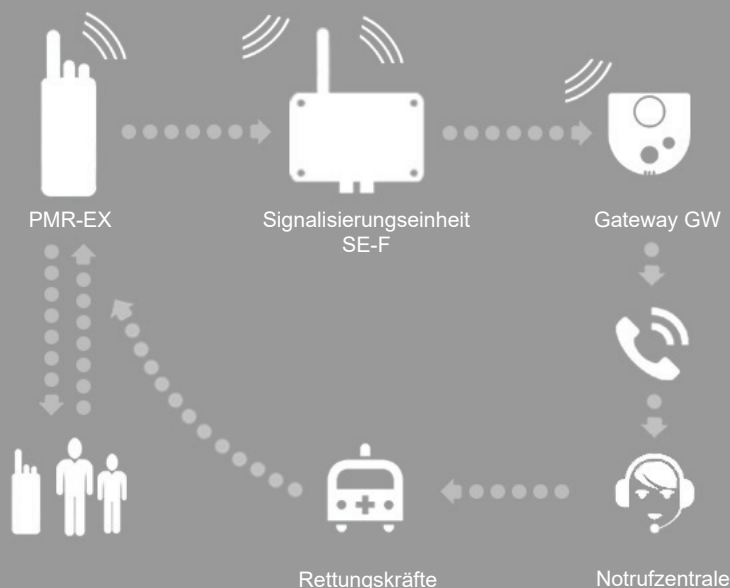 PMR-EX
Signalisierungseinheit
SE-F
Gateway GW
Rettungskräfte
Notrufzentrale